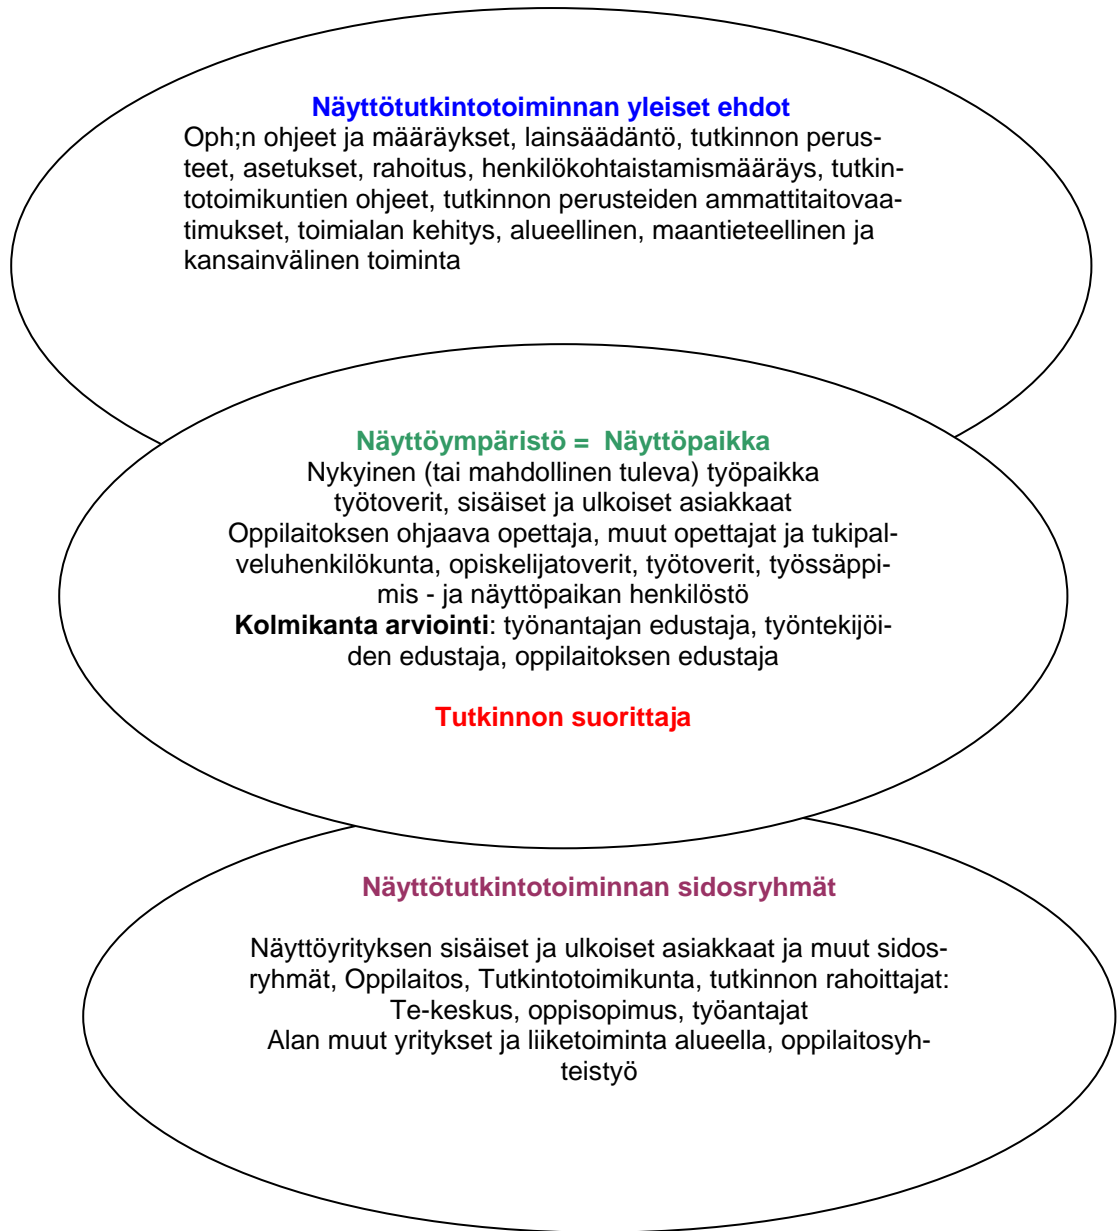 Näyttötutkintotoiminnan yleiset ehdot
Oph;n ohjeet ja määräykset, lainsäädäntö, tutkinnon perus-
teet, asetukset, rahoitus, henkilökohtaistamismääräys, tutkin-
totoimikuntien ohjeet, tutkinnon perusteiden ammattitaitovaa-
timukset, toimialan kehitys, alueellinen, maantieteellinen ja
kansainvälinen toiminta
Näyttöympäristö = Näyttöpaikka
Nykyinen (tai mahdollinen tuleva) työpaikka
työtoverit, sisäiset ja ulkoiset asiakkaat
Oppilaitoksen ohjaava opettaja, muut opettajat ja tukipal-
veluhenkilökunta, opiskelijatoverit, työtoverit, työssäppi-
mis - ja näyttöpaikan henkilöstö
Kolmikanta arviointi: työnantajan edustaja, työntekijöi-
den edustaja, oppilaitoksen edustaja
Tutkinnon suorittaja
Näyttötutkintotoiminnan sidosryhmät
Näyttöyrityksen sisäiset ja ulkoiset asiakkaat ja muut sidos-
ryhmät, Oppilaitos, Tutkintotoimikunta, tutkinnon rahoittajat:
Te-keskus, oppisopimus, työantajat
Alan muut yritykset ja liiketoiminta alueella, oppilaitosyh-
teistyö